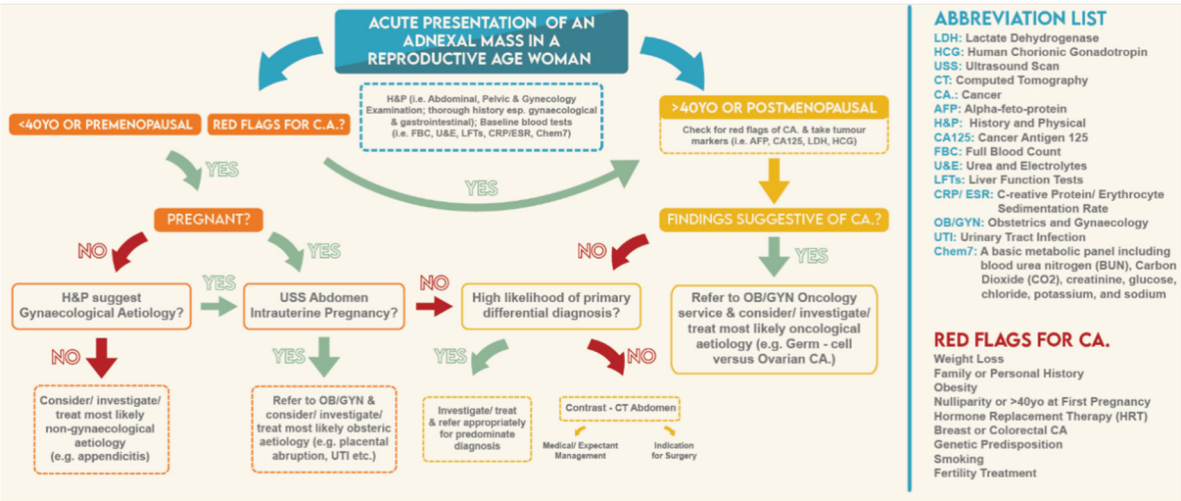 ACUTE PRESENTATION OF AN
ADNEXAL MASS IN A
REPRODUCTIVE AGE WOMAN
H&P (i.e. Abdominal, Pelvic & Gynecology
Examination; thorough history esp. gynaecological
& gastrointestinal); Baseline blood tests
(i.e. FBC, U&E, LFTs, CRP/ESR, Chem7)
<40YO OR PREMENOPAUSAL
RED FLAGS FOR C.A.?
>40YO OR POSTMENOPAUSAL
Check for red flags of CA. & take tumour
markers (i.e. AFP, CA125, LDH, HCG)
YES
YES
PREGNANT?
FINDINGS SUGGESTIVE OF CA.?
NO
YES
YES
NO
NO
YES
H&P suggest
Gynaecological Aetiology?
USS Abdomen
Intrauterine Pregnancy?
High likelihood of primary
differential diagnosis?
Refer to OB/GYN Oncology
service & consider/ investigate/
treat most likely oncological
aetiology (e.g. Germ - cell
versus Ovarian CA.)
NO
YES
YES
NO
Consider/ investigate/
treat most likely
non-gynaecological
aetiology
(e.g. appendicitis)
Refer to OB/GYN &
consider/ investigate/
treat most likely obsteric
aetiology (e.g. placental
abruption, UTI etc.)
Investigate/ treat
& refer appropriately
for predominate
diagnosis
Contrast - CT Abdomen
Medical/ Expectant
Management
Indication
for Surgery
ABBREVIATION LIST
LDH: Lactate Dehydrogenase
HCG: Human Chorionic Gonadotropin
USS: Ultrasound Scan
CT: Computed Tomography
CA.: Cancer
AFP: Alpha-feto-protein
H&P: History and Physical
CA125: Cancer Antigen 125
FBC: Full Blood Count
U&E: Urea and Electrolytes
LFTs: Liver Function Tests
CRP/ ESR: C-reative Protein/ Erythrocyte
Sedimentation Rate
OB/GYN: Obstetrics and Gynaecology
UTI: Urinary Tract Infection
Chem7: A basic metabolic panel including
blood urea nitrogen (BUN), Carbon
Dioxide (CO2), creatinine, glucose,
chloride, potassium, and sodium
RED FLAGS FOR CA.
Weight Loss
Family or Personal History
Obesity
Nulliparity or >40yo at First Pregnancy
Hormone Replacement Therapy (HRT)
Breast or Colorectal CA
Genetic Predisposition
Smoking
Fertility Treatment